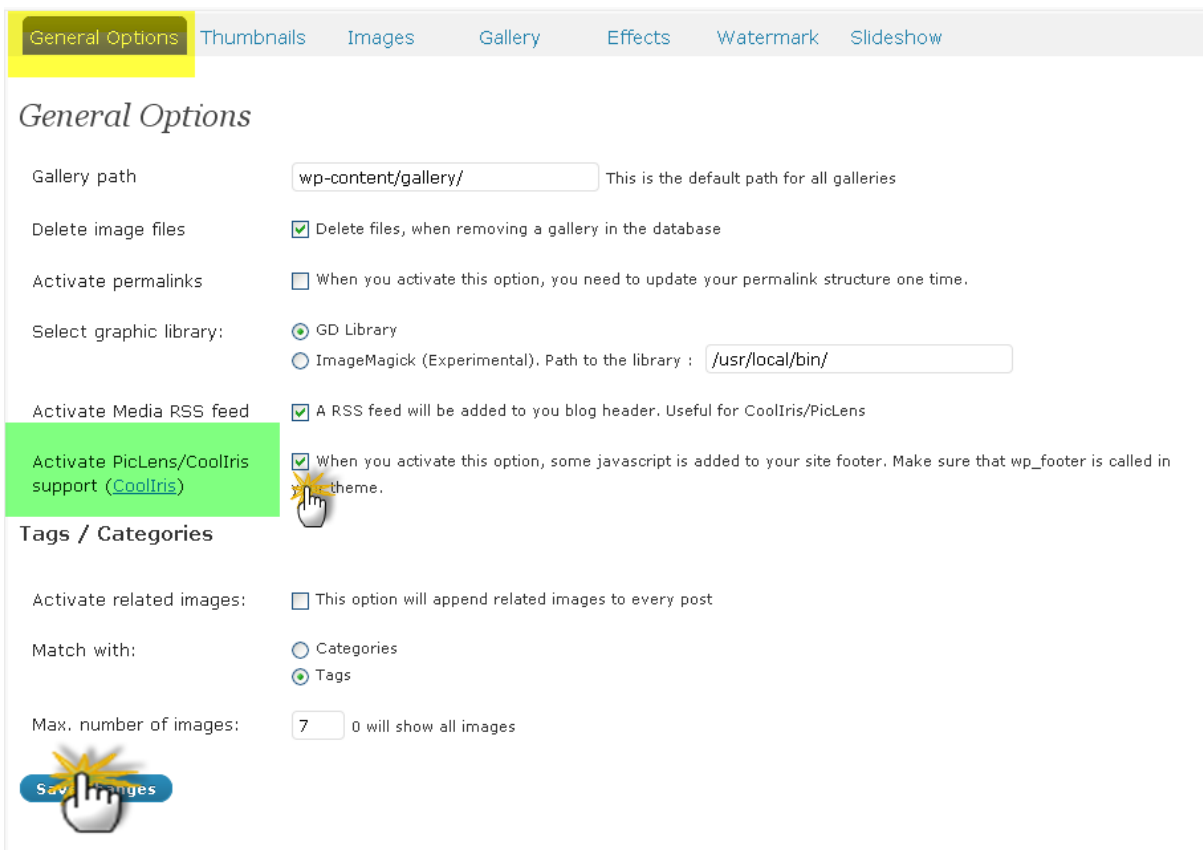 General Options Thumbnails Images Gallery Effects Watermark Slideshow
General Options
Gallery path wp-content/gallery/ This is the default path for all galleries
Delete image files Delete files, when removing a gallery in the database
Activate permalinks When you activate this option, you need to update your permalink structure one time.
Select graphic library: GD Library
ImageMagick (Experimental). Path to the library : /usr/local/bin/
Activate Media RSS feed A RSS feed will be added to you blog header. Useful for CoolIris/PicLens
Activate PicLens/CoolIris When you activate this option, some javascript is added to your site footer. Make sure that wp_footer is called in
support (CoolIris) theme.
Tags / Categories
Activate related images: This option will append related images to every post
Match with: Categories
Tags
Max. number of images: 7 0 will show all images